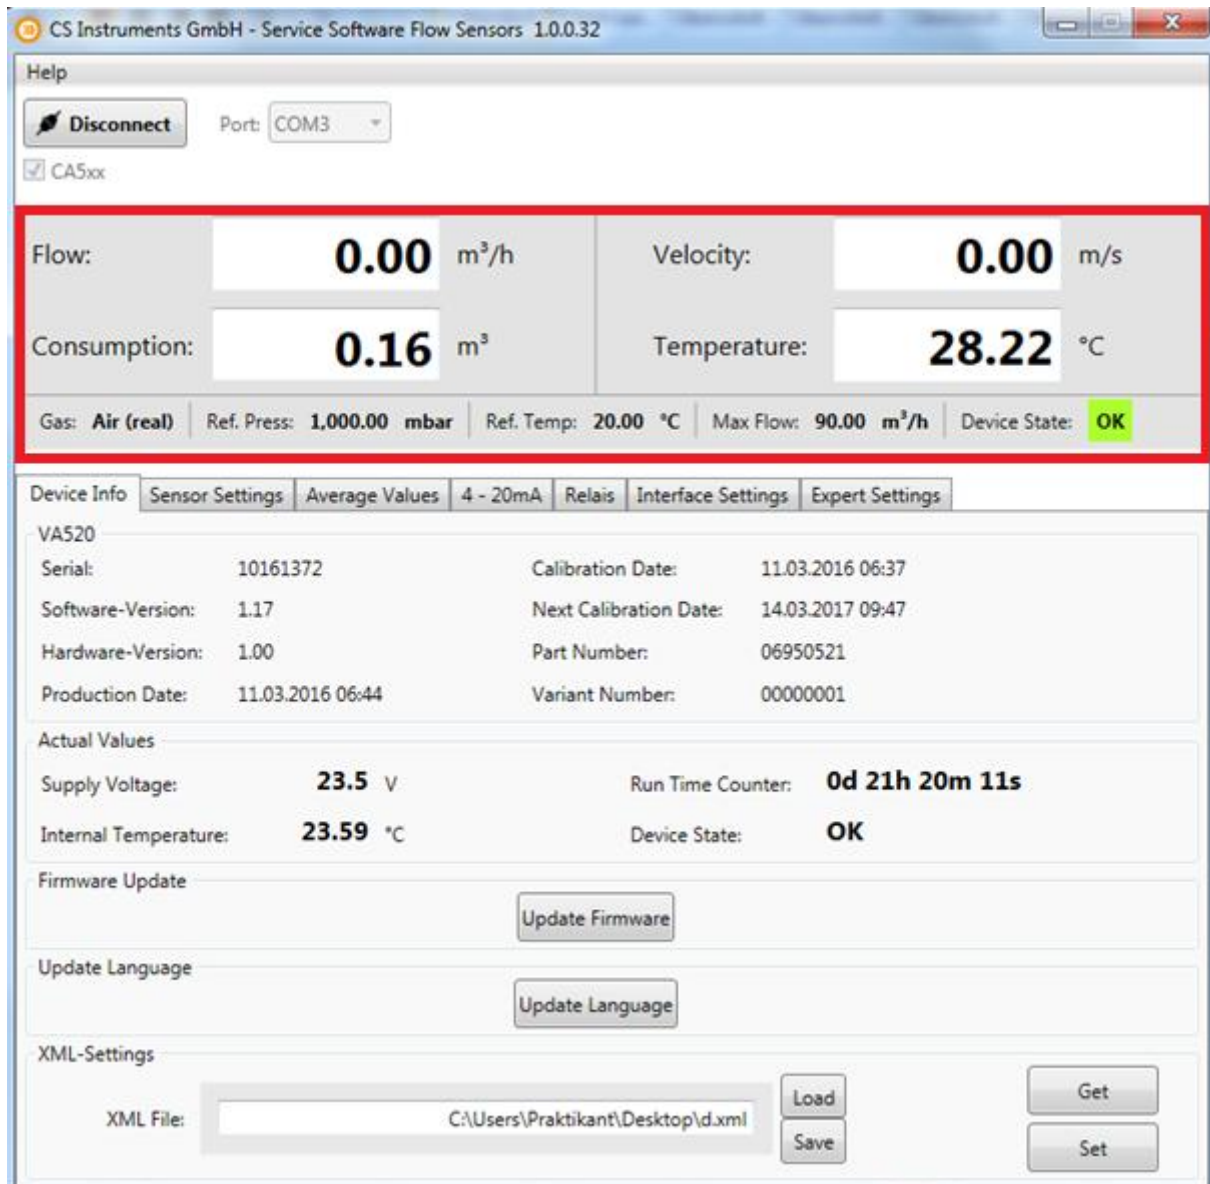 CS Instruments GmbH - Service Software Flow Sensors 1.0.0.32
Help
Disconnect Port: COM3
CA5xx
Flow: 0.00 m³/h Velocity: 0.00 m/s
Consumption: 0.16 m³ Temperature: 28.22 °C
Gas: Air (real) Ref. Press: 1,000.00 mbar Ref. Temp: 20.00 °C Max Flow: 90.00 m³/h Device State: OK
Device Info Sensor Settings Average Values 4 - 20mA Relais Interface Settings Expert Settings
VA520
Serial: 10161372 Calibration Date: 11.03.2016 06:37
Software-Version: 1.17 Next Calibration Date: 14.03.2017 09:47
Hardware-Version: 1.00 Part Number: 06950521
Production Date: 11.03.2016 06:44 Variant Number: 00000001
Actual Values
Supply Voltage: 23.5 V Run Time Counter: 0d 21h 20m 11s
Internal Temperature: 23.59 °C Device State: OK
Firmware Update
Update Firmware
Update Language
Update Language
XML-Settings
XML File: C:\Users\Praktikant\Desktop\d.xml Load Get
Save Set